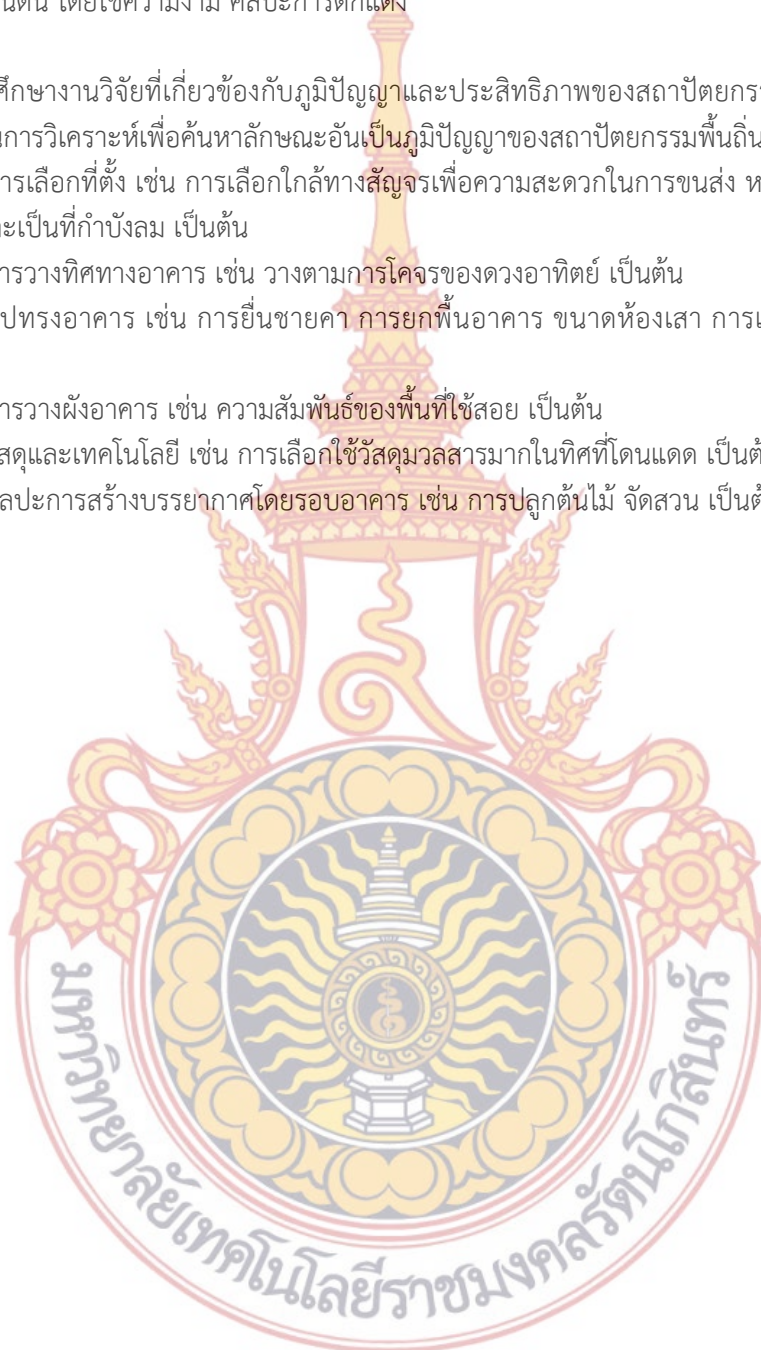 โดยใช้ความงาม ศิลปะการตกแต่ง
ศึกษางานวิจัยที่เกี่ยวข้องกับภูมิปัญญาและประสิทธิภาพของสถาปัตยกรร
นการวิเคราะห์เพื่อค้นหาลักษณะอันเป็นภูมิปัญญาของสถาปัตยกรรมพื้นถิ่น
ารเลือกที่ตั้ง เช่น การเลือกใกล้ทางสัญจรเพื่อความสะดวกในการขนส่ง ห
ะเป็นที่กำบังลม เป็นต้น
ารวางทิศทางอาคาร เช่น วางตามการโคจรของดวงอาทิตย์ เป็นต้น
ูปทรงอาคาร เช่น การยื่นชายคา การยกพื้นอาคาร ขนาดห้องเสา การเ
ารวางผังอาคาร เช่น ความสัมพันธ์ของพื้นที่ใช้สอย เป็นต้น
ัสดุและเทคโนโลยี เช่น การเลือกใช้วัสดุมวลสารมากในทิศที่โดนแดด เป็นต้
ิลปะการสร้างบรรยากาศโดยรอบอาคาร เช่น การปลูกต้นไม้ จัดสวน เป็นต้
มหาวิทยาลัยเทคโนโลยีราชมงคลรัตนโกสินทร์